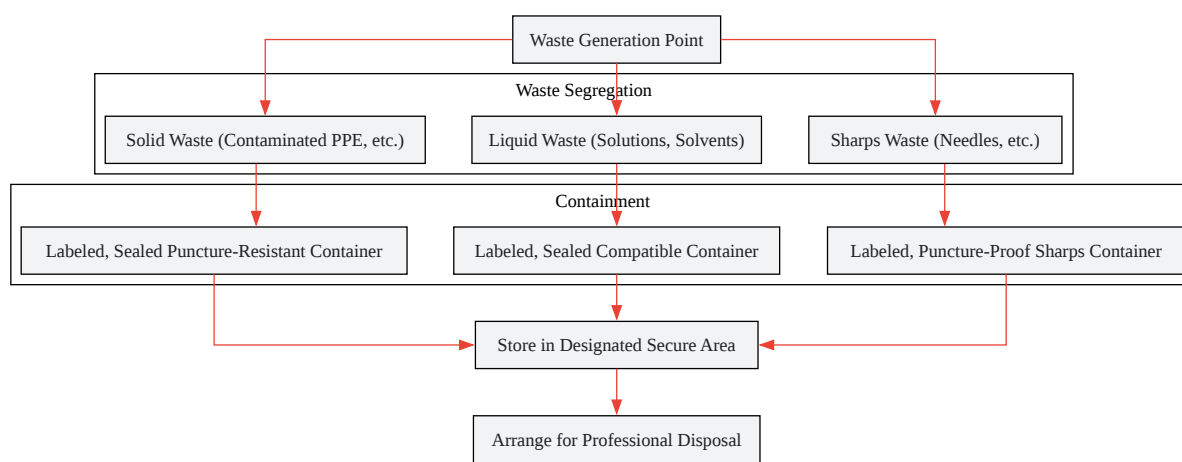 Waste Generation Point
Waste Segregation
Solid Waste (Contaminated PPE, etc.)
Liquid Waste (Solutions, Solvents)
Sharps Waste (Needles, etc.)
Containment
Labeled, Sealed Puncture-Resistant Container
Labeled, Sealed Compatible Container
Labeled, Puncture-Proof Sharps Container
Store in Designated Secure Area
Arrange for Professional Disposal